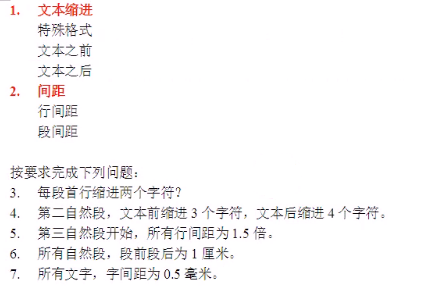 1. 文本缩进
特殊格式
文本之前
文本之后
2. 间距
行间距
段间距
按要求完成下列问题：
3. 每段首行缩进两个字符？
4. 第二自然段，文本前缩进 3 个字符，文本后缩进 4 个字符。
5. 第三自然段开始，所有行间距为 1.5 倍。
6. 所有自然段，段前段后为 1 厘米。
7. 所有文字，字间距为 0.5 毫米。